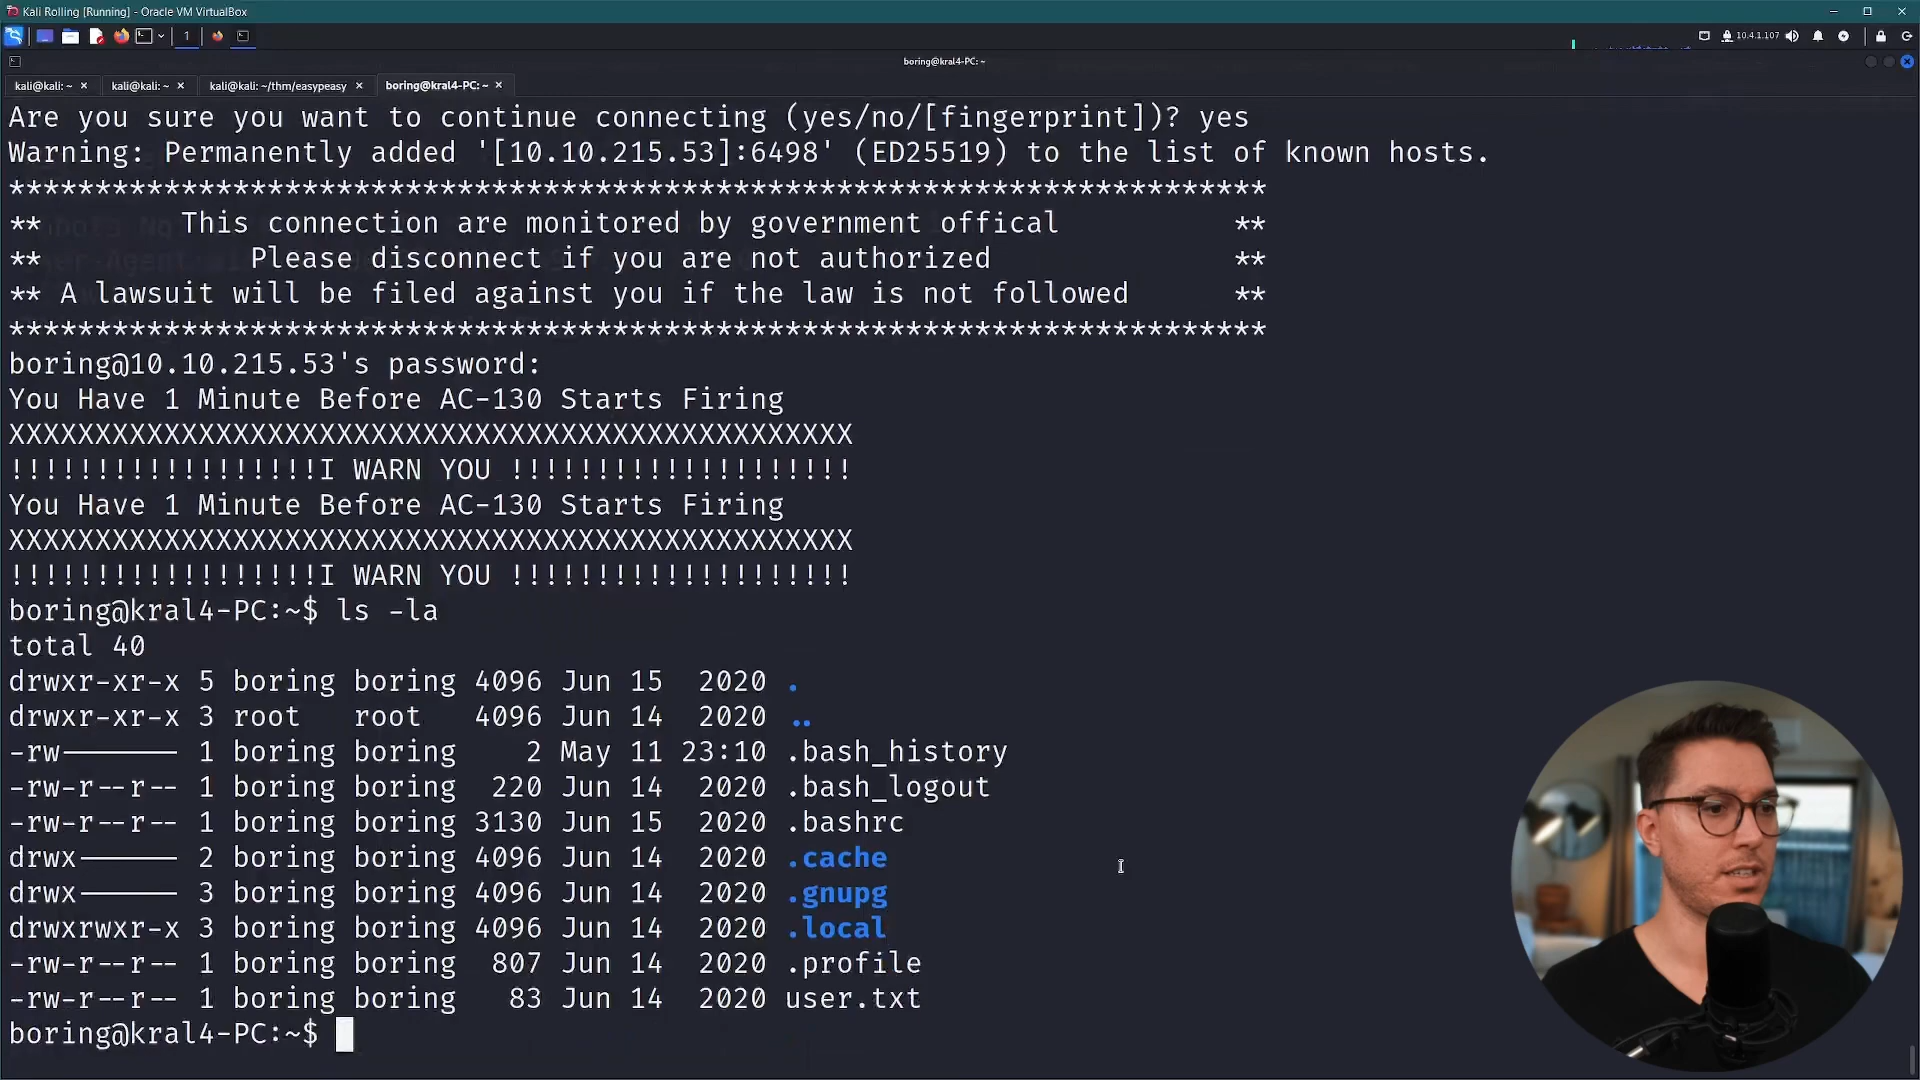 Kali Rolling [Running] - Oracle VM VirtualBox
1
10.4.1.107
boring@kral4-PC: ~
kali@kali: ~ ×
kali@kali: ~ ×
kali@kali: ~/thm/easypeasy ×
boring@kral4-PC: ~ ×
Are you sure you want to continue connecting (yes/no/[fingerprint])? yes
Warning: Permanently added '[10.10.215.53]:6498' (ED25519) to the list of known hosts.
*************************************************************************
**        This connection are monitored by government offical          **
**            Please disconnect if you are not authorized              **
** A lawsuit will be filed against you if the law is not followed      **
*************************************************************************
boring@10.10.215.53's password:
You Have 1 Minute Before AC-130 Starts Firing
XXXXXXXXXXXXXXXXXXXXXXXXXXXXXXXXXXXXXXXXXXXXXXXXX
!!!!!!!!!!!!!!!!!!I WARN YOU !!!!!!!!!!!!!!!!!!!!
You Have 1 Minute Before AC-130 Starts Firing
XXXXXXXXXXXXXXXXXXXXXXXXXXXXXXXXXXXXXXXXXXXXXXXXX
!!!!!!!!!!!!!!!!!!I WARN YOU !!!!!!!!!!!!!!!!!!!!
boring@kral4-PC:~$ ls -la
total 40
drwxr-xr-x 5 boring boring 4096 Jun 15  2020 .
drwxr-xr-x 3 root   root   4096 Jun 14  2020 ..
-rw------- 1 boring boring    2 May 11 23:10 .bash_history
-rw-r--r-- 1 boring boring  220 Jun 14  2020 .bash_logout
-rw-r--r-- 1 boring boring 3130 Jun 15  2020 .bashrc
drwx------ 2 boring boring 4096 Jun 14  2020 .cache
drwx------ 3 boring boring 4096 Jun 14  2020 .gnupg
drwxrwxr-x 3 boring boring 4096 Jun 14  2020 .local
-rw-r--r-- 1 boring boring  807 Jun 14  2020 .profile
-rw-r--r-- 1 boring boring   83 Jun 14  2020 user.txt
boring@kral4-PC:~$